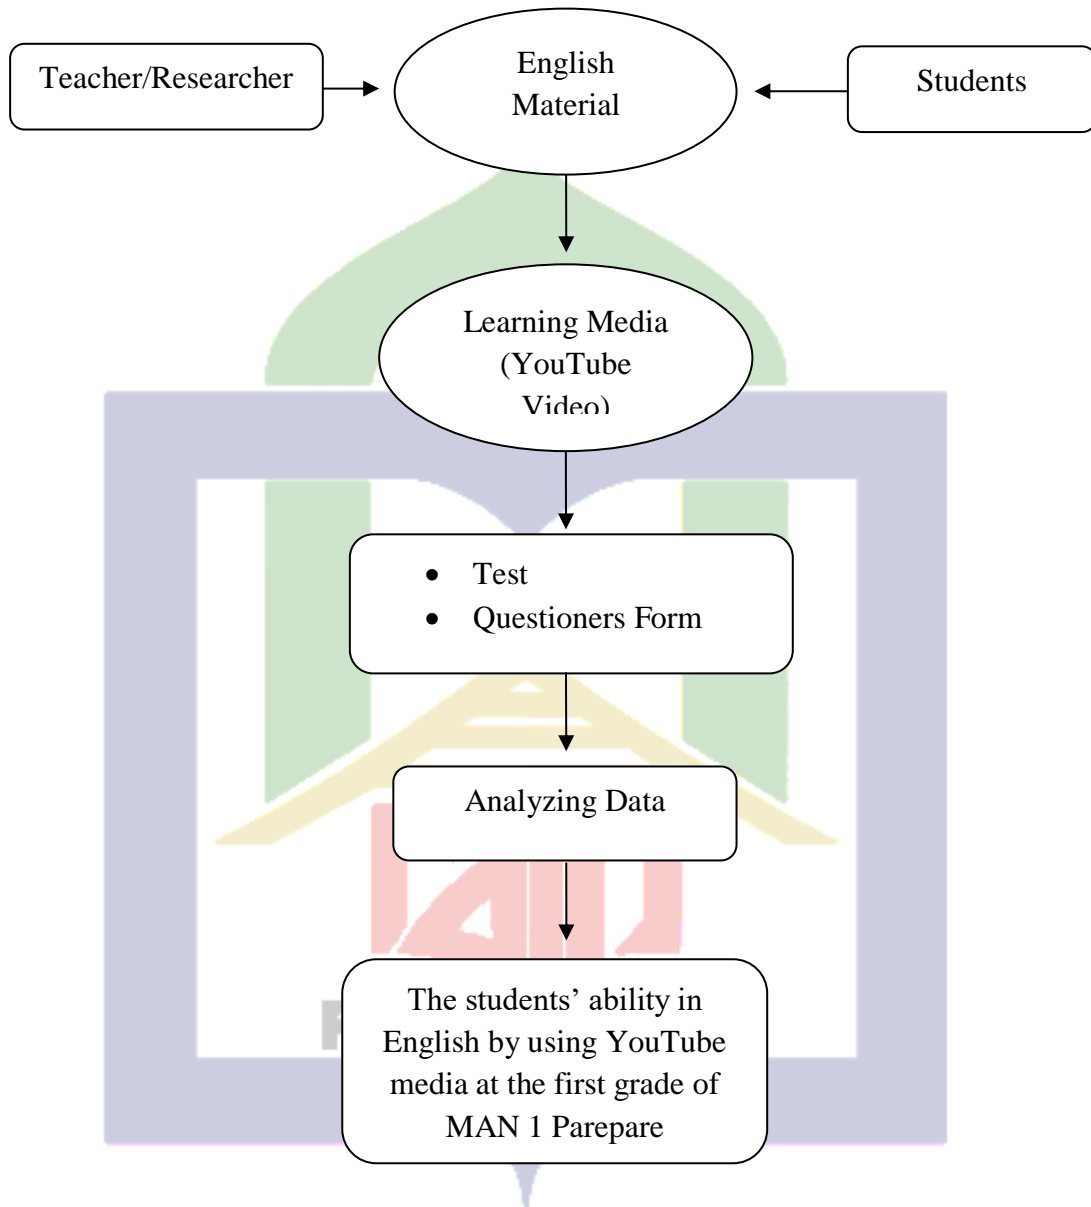 Teacher/Researcher
English
Material
Students
Learning Media
(YouTube
Video)
• Test
• Questioners Form
Analyzing Data
The students’ ability in
English by using YouTube
media at the first grade of
MAN 1 Parepare